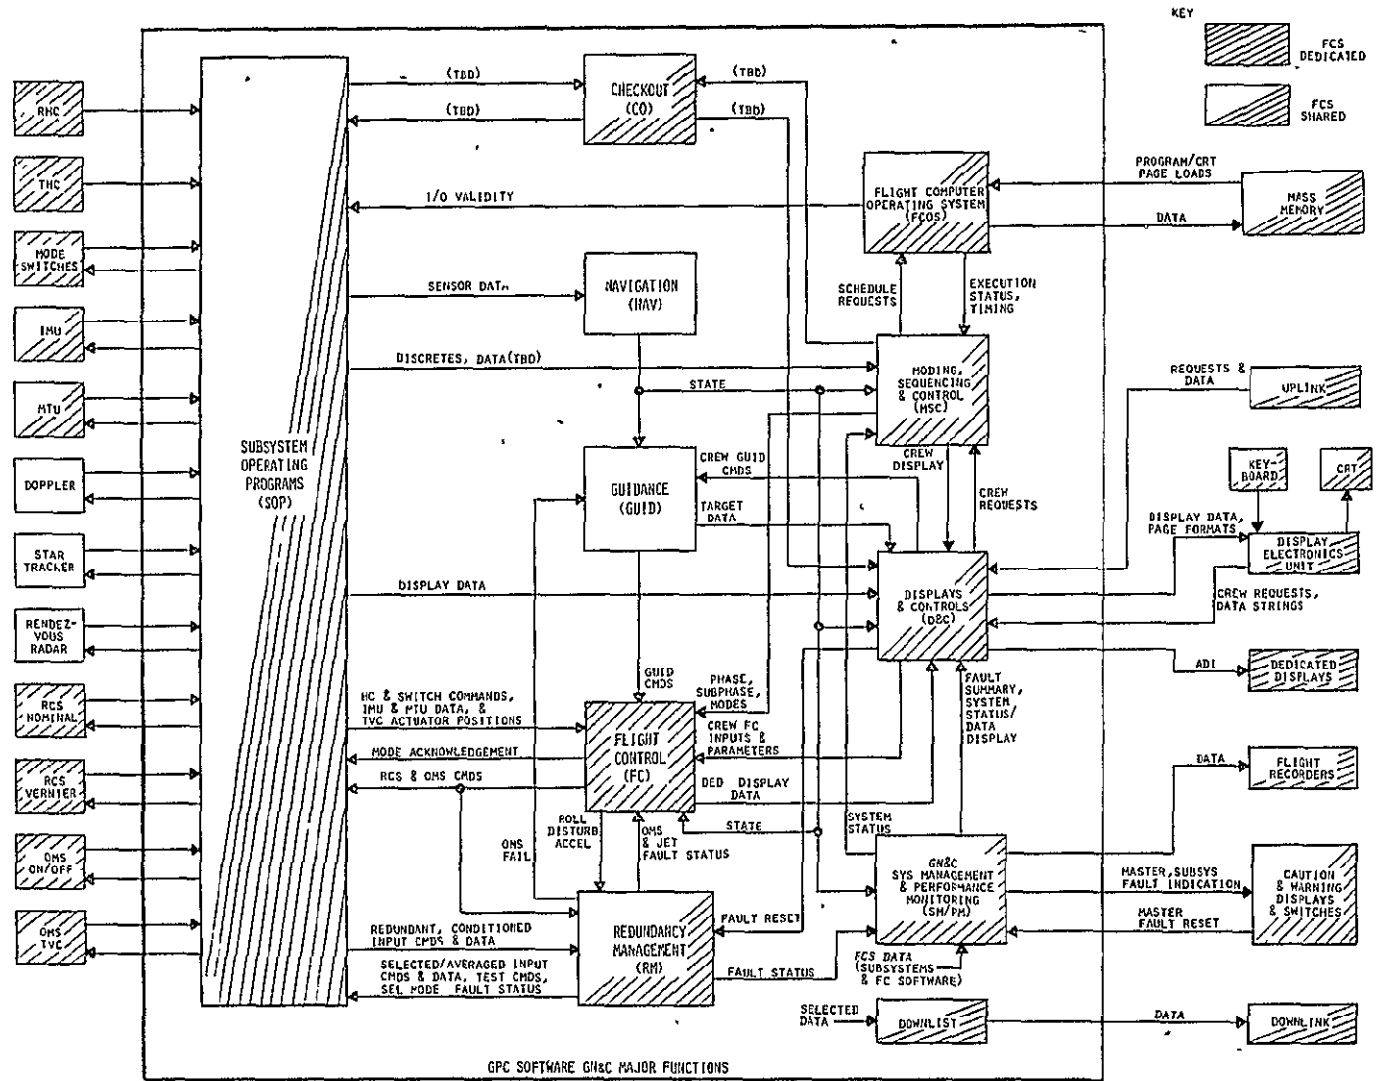 KEY
FCS
DEDICATED
FCS
SHARED
RHC
THC
MODE
SWITCHES
IMU
MTU
DOPPLER
STAR
TRACKER
RENDEZ-
VOUS
RADAR
RCS
NOMINAL
RCS
VERNIER
OMS
ON/OFF
OMS
TVC
SUBSYSTEM
OPERATING
PROGRAMS
(SOP)
(TBD)
(TBD)
CHECKOUT
(CO)
(TBD)
(TBD)
I/O VALIDITY
FLIGHT COMPUTER
OPERATING SYSTEM
(FCOS)
PROGRAM/CRT
PAGE LOADS
DATA
MASS
MEMORY
SENSOR DATA
NAVIGATION
(NAV)
SCHEDULE
REQUESTS
EXECUTION
STATUS,
TIMING
DISCRETES, DATA(TBD)
STATE
MODING,
SEQUENCING
& CONTROL
(MSC)
REQUESTS &
DATA
UPLINK
GUIDANCE
(GUID)
CREW GUID
CMDS
TARGET
DATA
CREW
DISPLAY
CREW
REQUESTS
KEY-
BOARD
CRT
DISPLAY DATA,
PAGE FORMATS
DISPLAY
ELECTRONICS
UNIT
CREW REQUESTS,
DATA STRINGS
DISPLAY DATA
DISPLAYS
& CONTROLS
(D&C)
ADI
DEDICATED
DISPLAYS
GUID
CMDS
PHASE,
SUBPHASE,
MODES
FAULT
SUMMARY,
SYSTEM
STATUS/
DATA
DISPLAY
HC & SWITCH COMMANDS,
IMU & MTU DATA, &
TVC ACTUATOR POSITIONS
MODE ACKNOWLEDGEMENT
RCS & OMS CMDS
FLIGHT
CONTROL
(FC)
CREW FC
INPUTS &
PARAMETERS
DED DISPLAY
DATA
DATA
FLIGHT
RECORDERS
OMS
FAIL
ROLL
DISTURB
ACCEL
OMS
& JET
FAULT STATUS
STATE
SYSTEM
STATUS
GN&C
SYS MANAGEMENT
& PERFORMANCE
MONITORING
(SM/PM)
MASTER,SUBSYS
FAULT INDICATION
MASTER
FAULT RESET
CAUTION
& WARNING
DISPLAYS
& SWITCHES
REDUNDANT, CONDITIONED
INPUT CMDS & DATA
SELECTED/AVERAGED INPUT
CMDS & DATA, TEST CMDS,
SEL MODE FAULT STATUS
REDUNDANCY
MANAGEMENT
(RM)
FAULT RESET
FAULT STATUS
FCS DATA
(SUBSYSTEMS
& FC SOFTWARE)
SELECTED
DATA
DOWNLIST
DATA
DOWNLINK
GPC SOFTWARE GN&C MAJOR FUNCTIONS